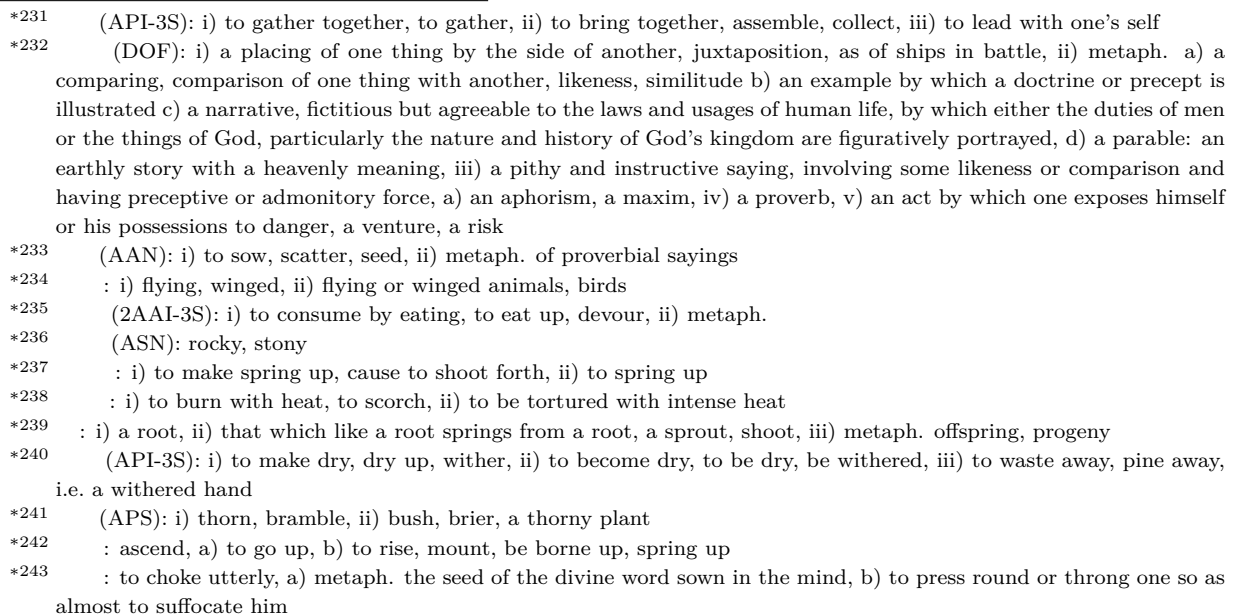 *231 (API-3S): i) to gather together, to gather, ii) to bring together, assemble, collect, iii) to lead with one's self
*232 (DOF): i) a placing of one thing by the side of another, juxtaposition, as of ships in battle, ii) metaph. a) a
comparing, comparison of one thing with another, likeness, similitude b) an example by which a doctrine or precept is
illustrated c) a narrative, fictitious but agreeable to the laws and usages of human life, by which either the duties of men
or the things of God, particularly the nature and history of God's kingdom are figuratively portrayed, d) a parable: an
earthly story with a heavenly meaning, iii) a pithy and instructive saying, involving some likeness or comparison and
having preceptive or admonitory force, a) an aphorism, a maxim, iv) a proverb, v) an act by which one exposes himself
or his possessions to danger, a venture, a risk
*233 (AAN): i) to sow, scatter, seed, ii) metaph. of proverbial sayings
*234 : i) flying, winged, ii) flying or winged animals, birds
*235 (2AAI-3S): i) to consume by eating, to eat up, devour, ii) metaph.
*236 (ASN): rocky, stony
*237 : i) to make spring up, cause to shoot forth, ii) to spring up
*238 : i) to burn with heat, to scorch, ii) to be tortured with intense heat
*239 : i) a root, ii) that which like a root springs from a root, a sprout, shoot, iii) metaph. offspring, progeny
*240 (API-3S): i) to make dry, dry up, wither, ii) to become dry, to be dry, be withered, iii) to waste away, pine away,
i.e. a withered hand
*241 (APS): i) thorn, bramble, ii) bush, brier, a thorny plant
*242 : ascend, a) to go up, b) to rise, mount, be borne up, spring up
*243 : to choke utterly, a) metaph. the seed of the divine word sown in the mind, b) to press round or throng one so as
almost to suffocate him